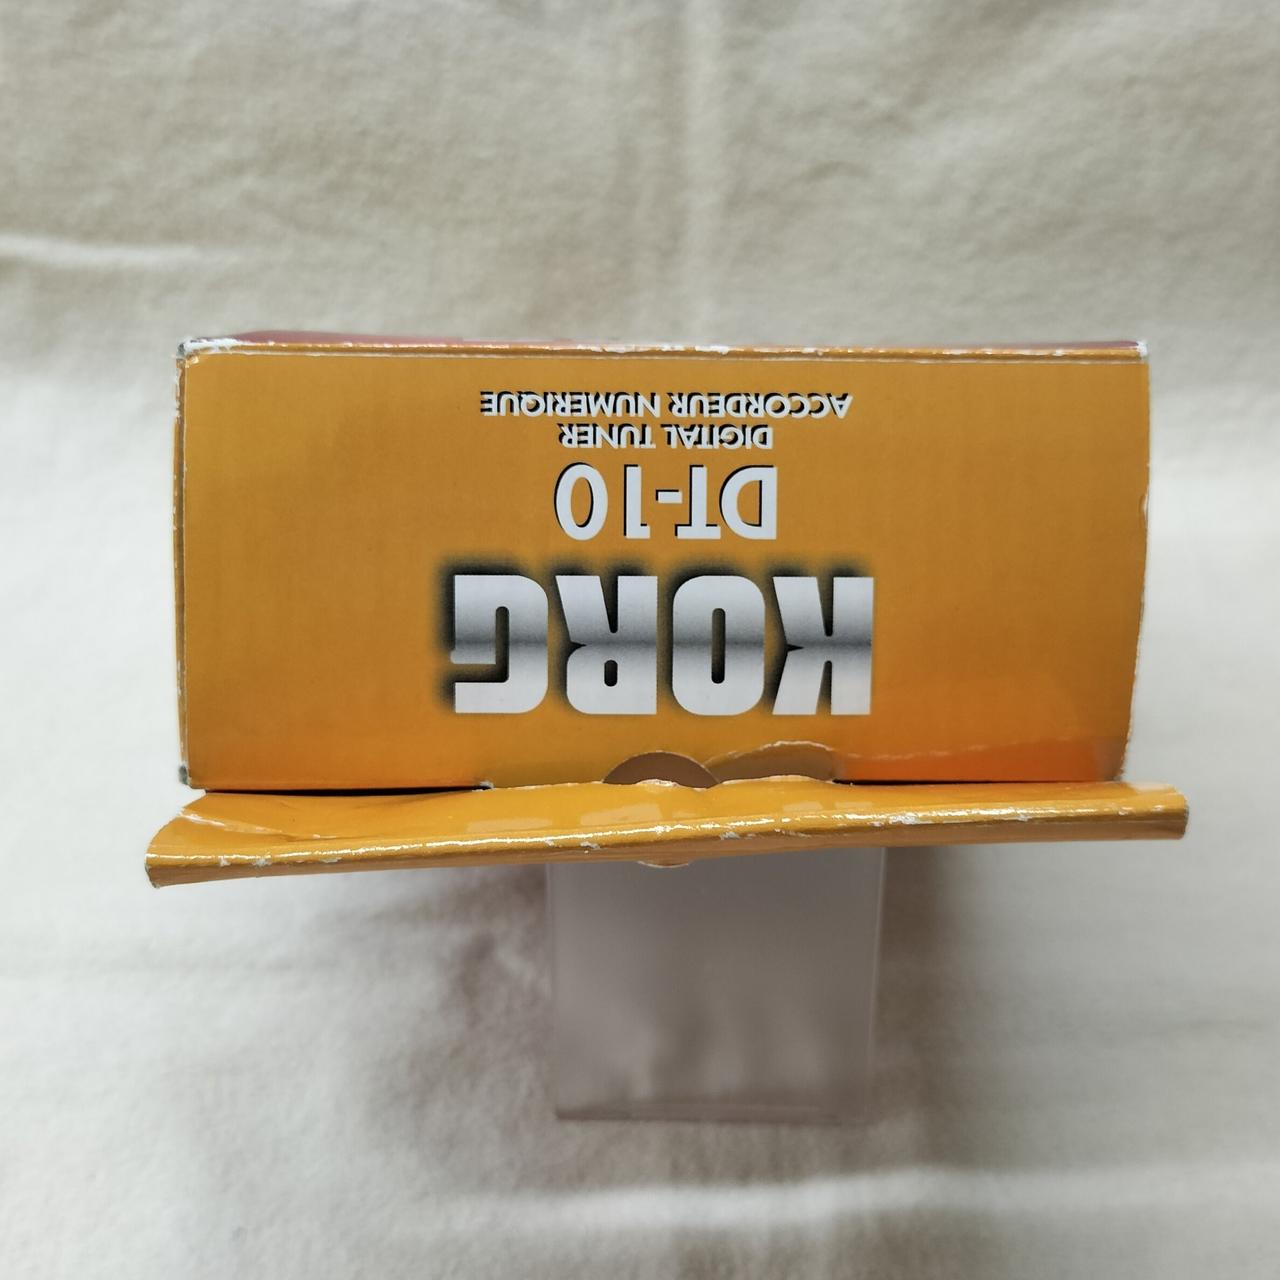 KORG
DT-10
DIGITAL TUNER
ACCORDEUR NUMERIQUE